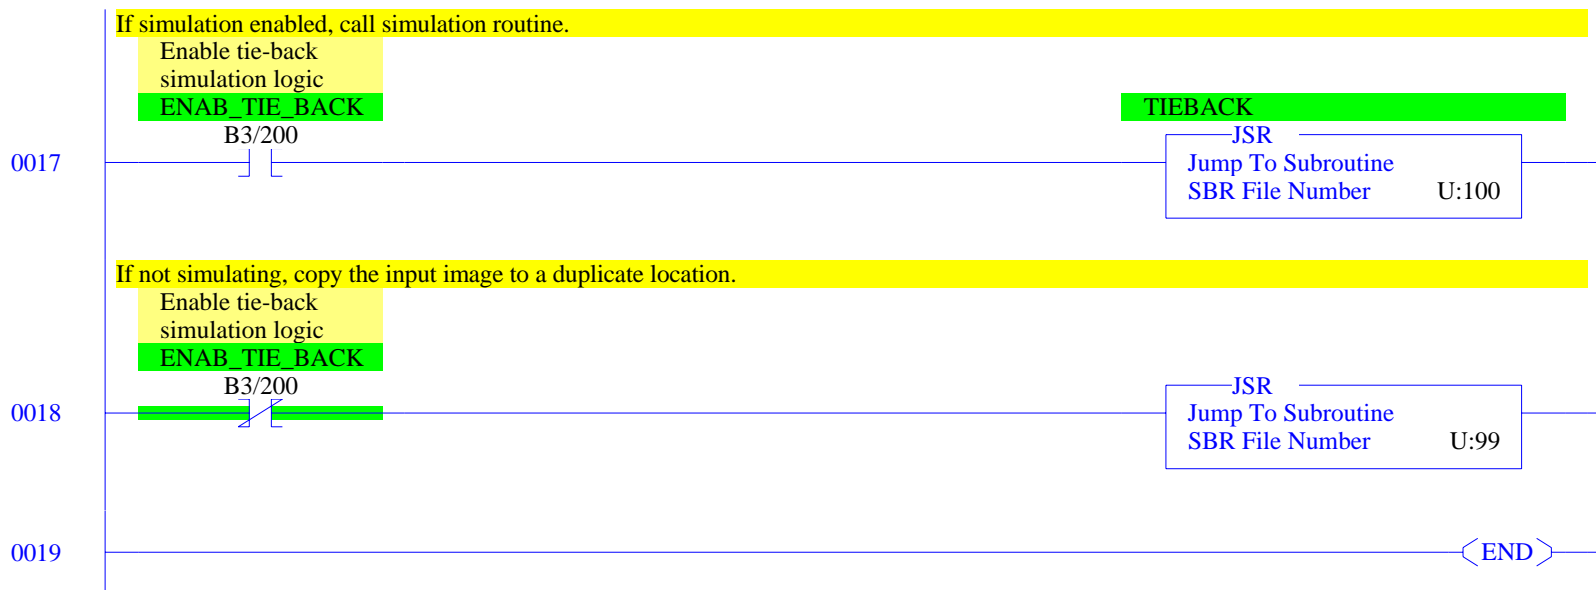 If simulation enabled, call simulation routine.
Enable tie-back
simulation logic
ENAB_TIE_BACK
B3/200
TIEBACK
JSR
0017
Jump To Subroutine
SBR File Number U:100
If not simulating, copy the input image to a duplicate location.
Enable tie-back
simulation logic
ENAB_TIE_BACK
B3/200
JSR
0018
Jump To Subroutine
SBR File Number U:99
0019
END